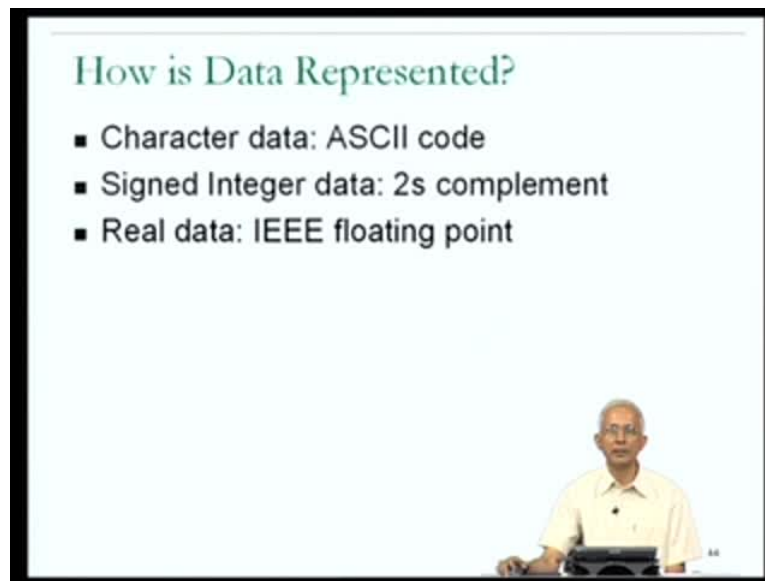 How is Data Represented?
Character data: ASCII code
Signed Integer data: 2s complement
Real data: IEEE floating point